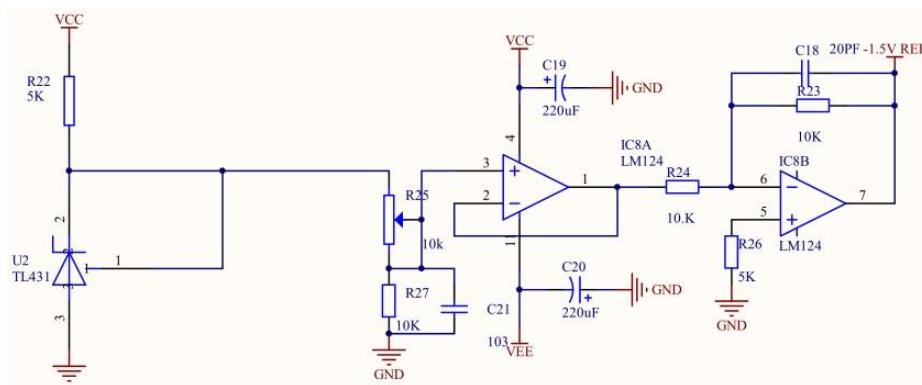 VCC
R22
5K
2
U2
TL431
1
3
R25
10k
R27
10K
GND
C21
103
VCC
C19
+
220uF
GND
4
3
+
2
−
1
11
IC8A
LM124
C20
220uF
+
GND
VEE
R24
10.K
C18
20PF
-1.5V REF
R23
10K
IC8B
6
−
5
+
7
LM124
R26
5K
GND